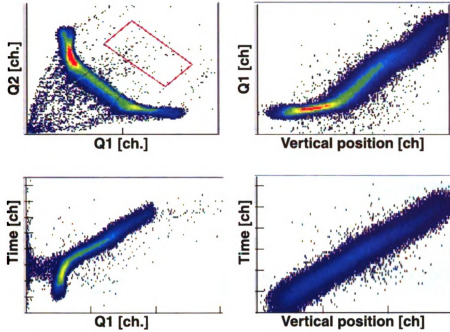 Q2 [ch.]
Q1 [ch.]
Q1 [ch]
Vertical position [ch]
Time [ch]
Q1 [ch.]
Time [ch]
Vertical position [ch]